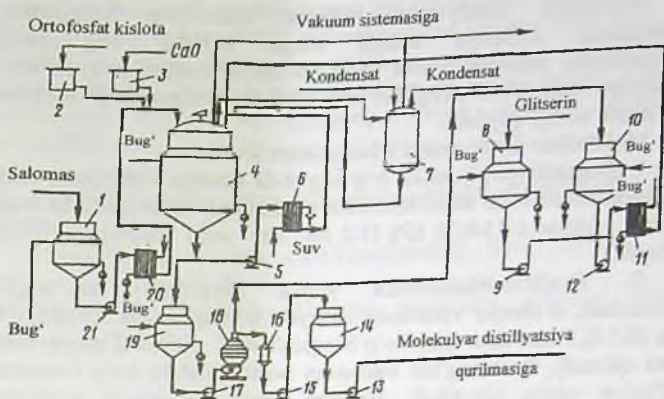 Ortofosfat kislota
CaO
Vakuum sistemasiga
2
3
Kondensat
Kondensat
Glitserin
8
10
Bug‘
Bug‘
Bug‘
Bug‘
4
7
6
Salomas
1
Suv
5
9
12
11
Bug‘
20
Bug‘
21
19
18
16
14
Molekulyar distillyatsiya
qurilmasiga
17
15
13